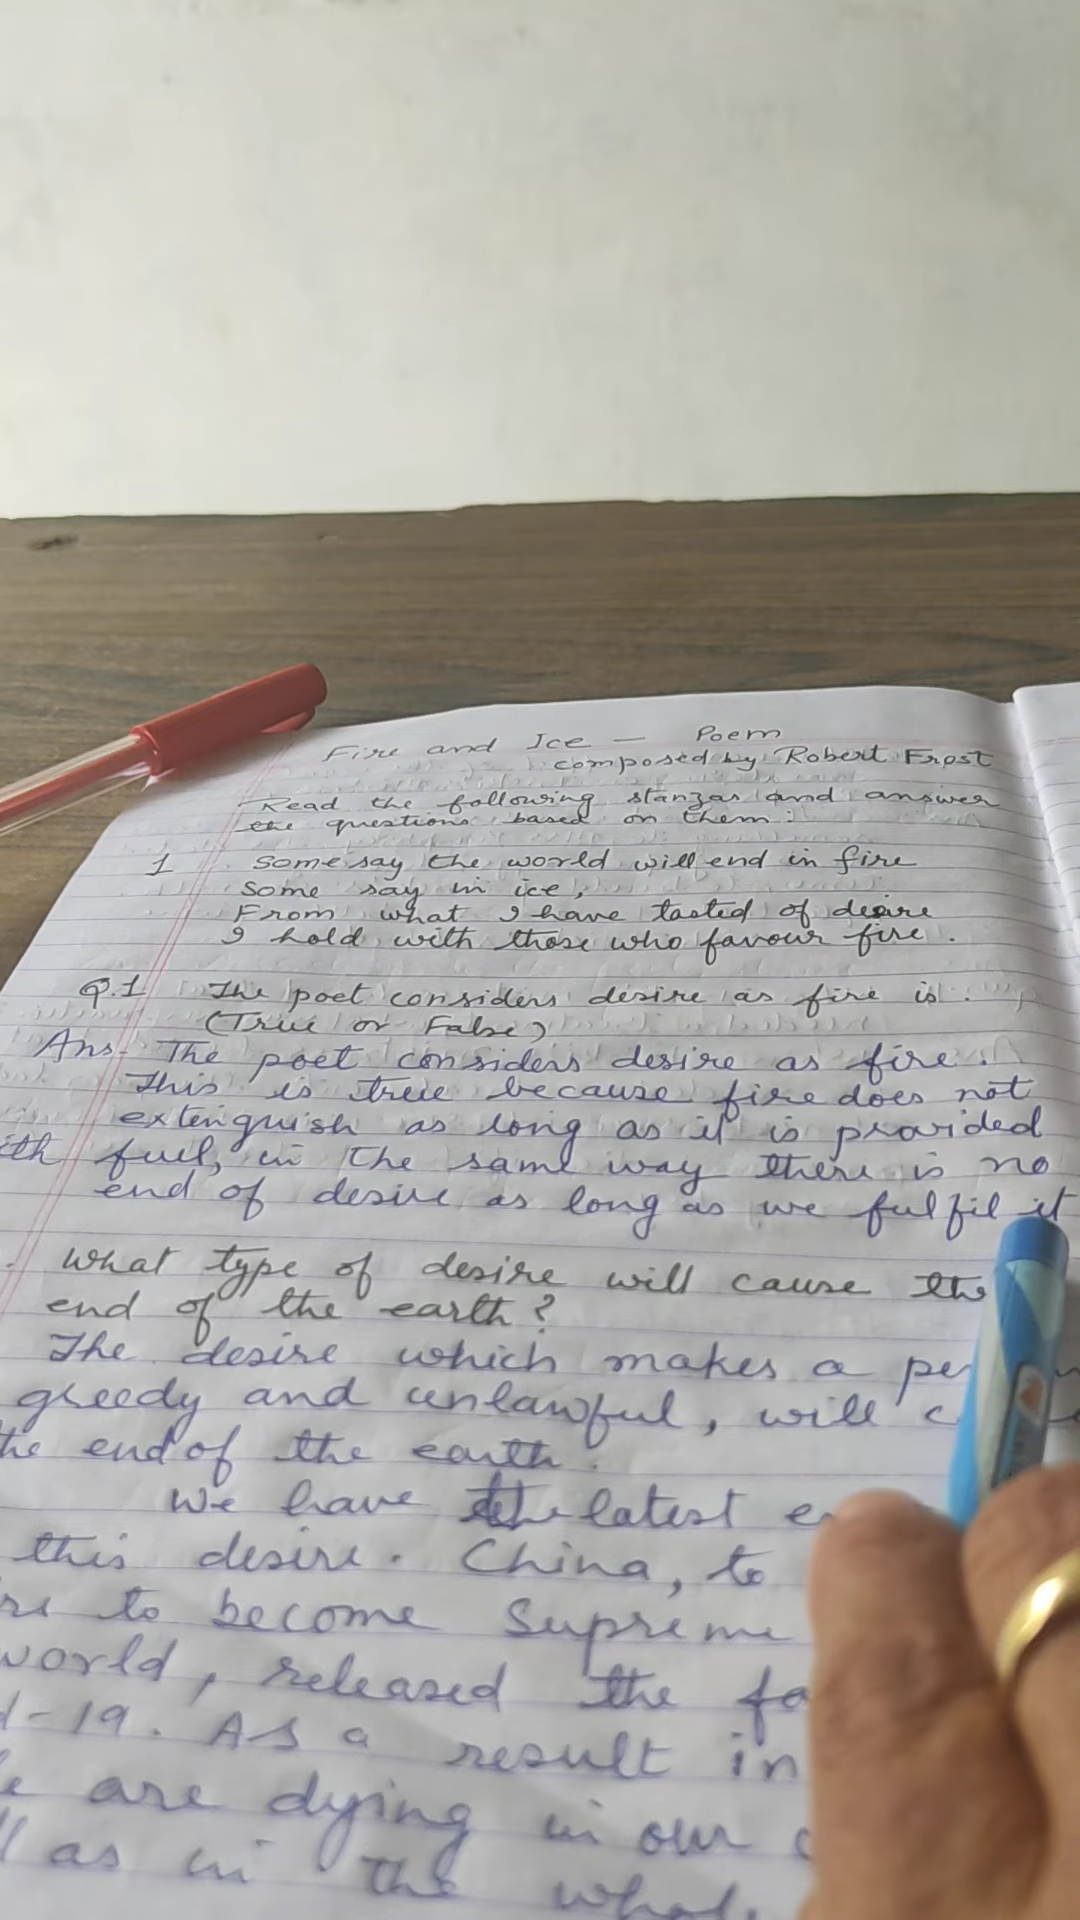 Fire and Ice — Poem
composed by Robert Frost
Read the following stanzas and answer
the questions based on them:
1 Some say the world will end in fire
Some say in ice,
From what I have tasted of desire
I hold with those who favour fire.
Q.1 The poet considers desire as fire is.
(True or False)
Ans- The poet considers desire as fire.
This is true because fire does not
extinguish as long as it is provided
ith fuel, in the same way there is no
end of desire as long as we fulfil it
. What type of desire will cause the
end of the earth?
The desire which makes a pe
greedy and unlawful, will c
he end of the earth.
We have the latest e
this desire. China, to
re to become Supreme
world, released the fa
d-19. As a result in
le are dying in our c
ll as in the whol